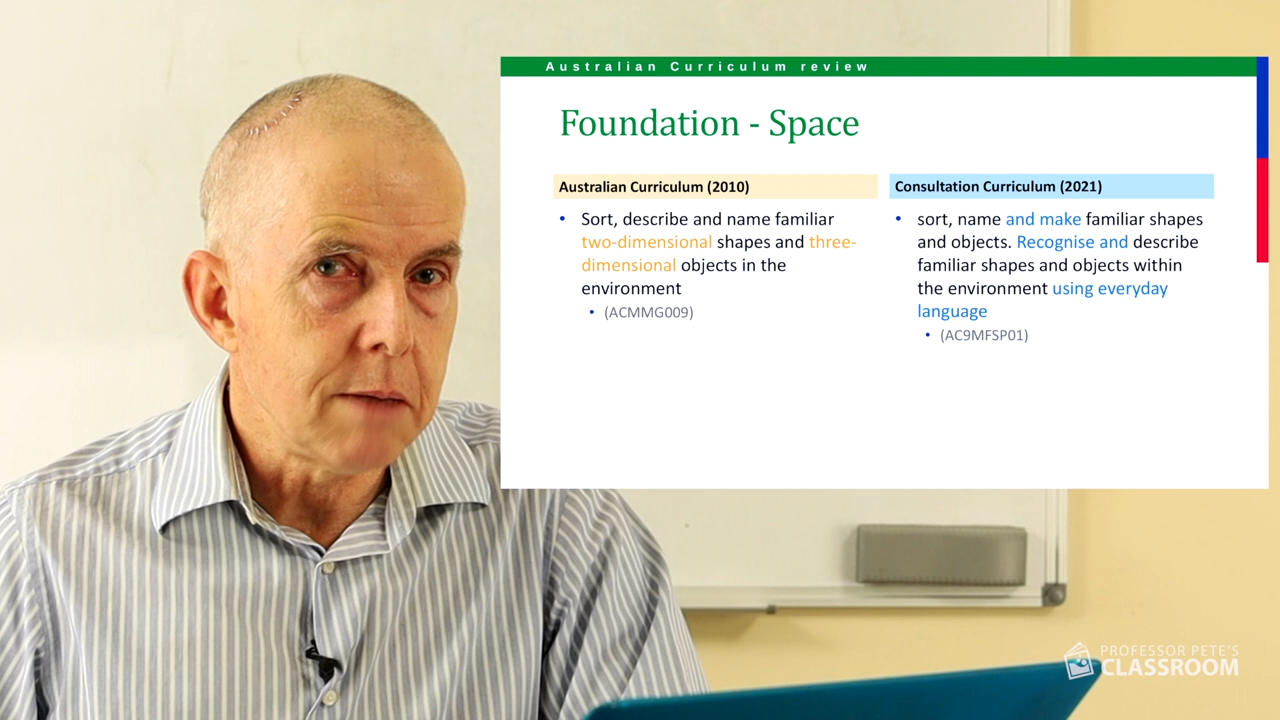 Australian Curriculum review
Foundation - Space
Australian Curriculum (2010)
• Sort, describe and name familiar
two-dimensional shapes and three-
dimensional objects in the
environment
• (ACMMG009)
Consultation Curriculum (2021)
• sort, name and make familiar shapes
and objects. Recognise and describe
familiar shapes and objects within
the environment using everyday
language
• (AC9MFSP01)
PROFESSOR PETE'S
CLASSROOM